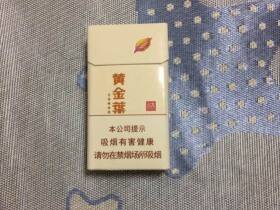 黄金葉
本公司提示
吸烟有害健康
请勿在禁烟场所吸烟